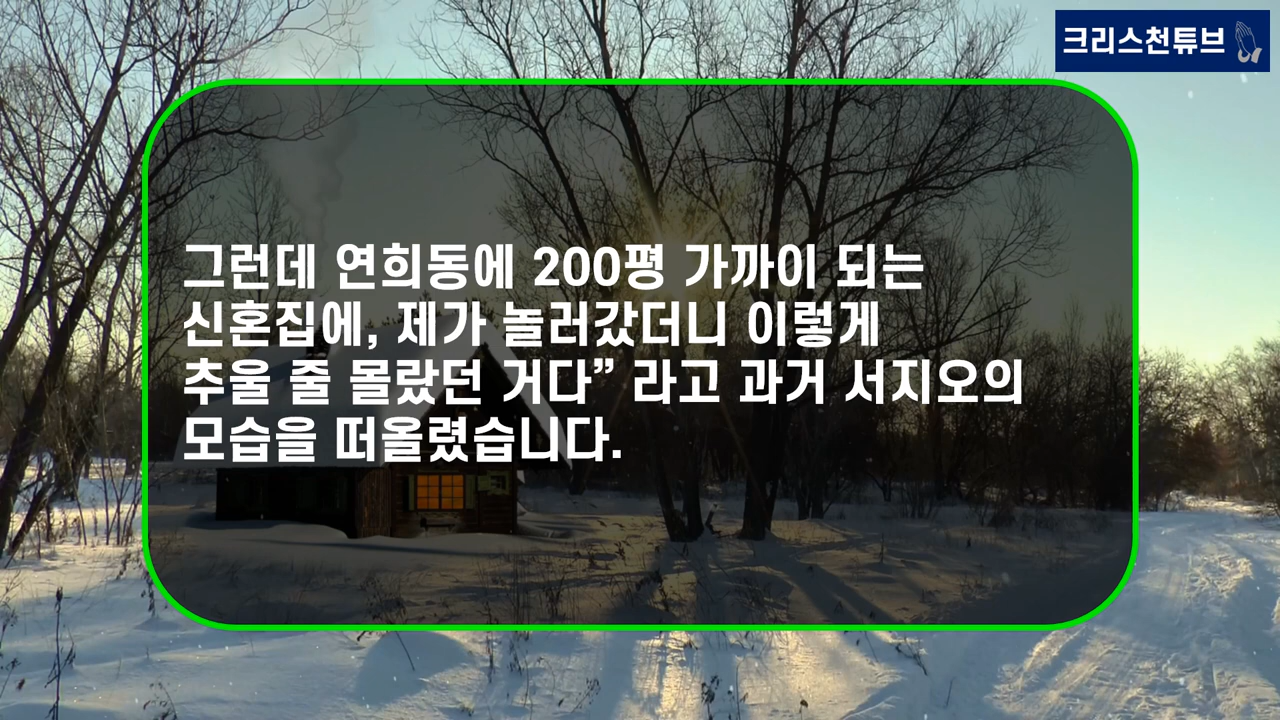 크리스천튜브
그런데 연희동에 200평 가까이 되는
신혼집에, 제가 놀러갔더니 이렇게
추울 줄 몰랐던 거다” 라고 과거 서지오의
모습을 떠올렸습니다.